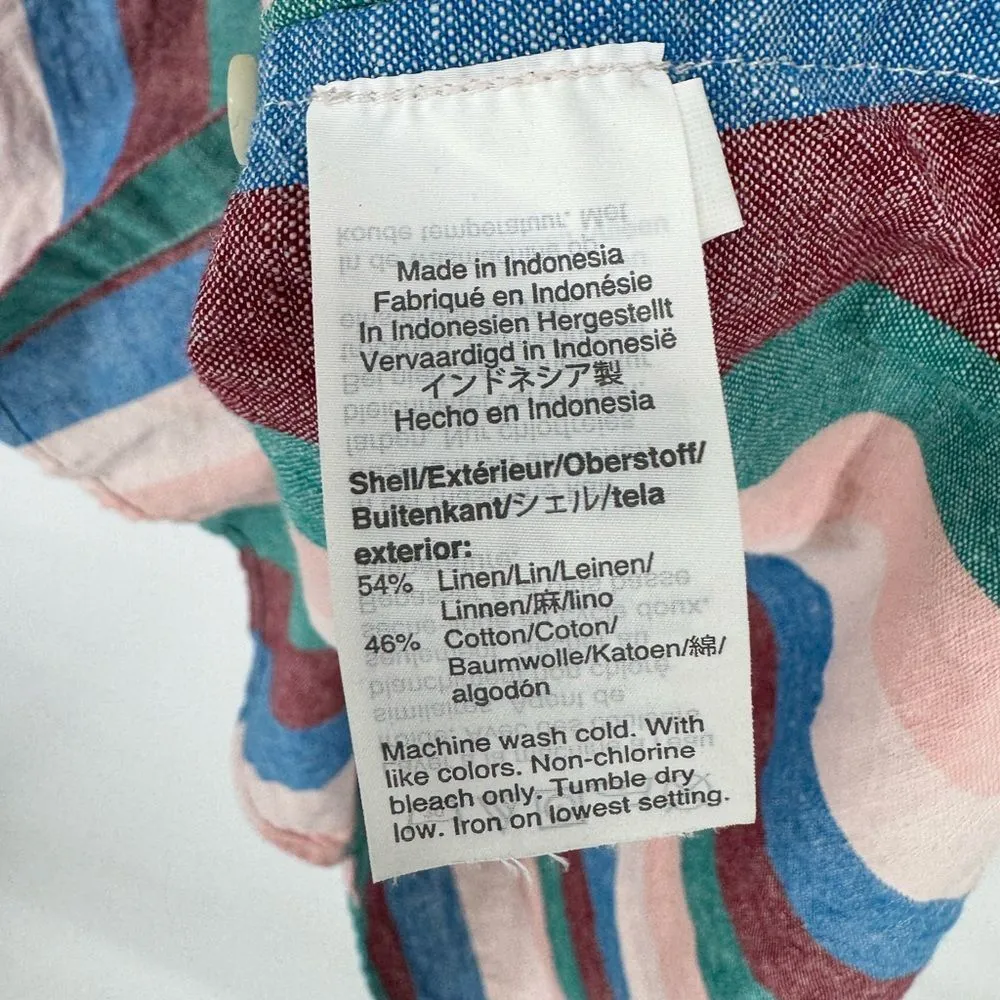 Made in Indonesia
Fabriqué en Indonésie
In Indonesien Hergestellt
Vervaardigd in Indonesië
インドネシア製
Hecho en Indonesia
Shell/Extérieur/Oberstoff/
Buitenkant/シェル/tela
exterior:
54% Linen/Lin/Leinen/
Linnen/麻/lino
46% Cotton/Coton/
Baumwolle/Katoen/綿/
algodón
Machine wash cold. With
like colors. Non-chlorine
bleach only. Tumble dry
low. Iron on lowest setting.